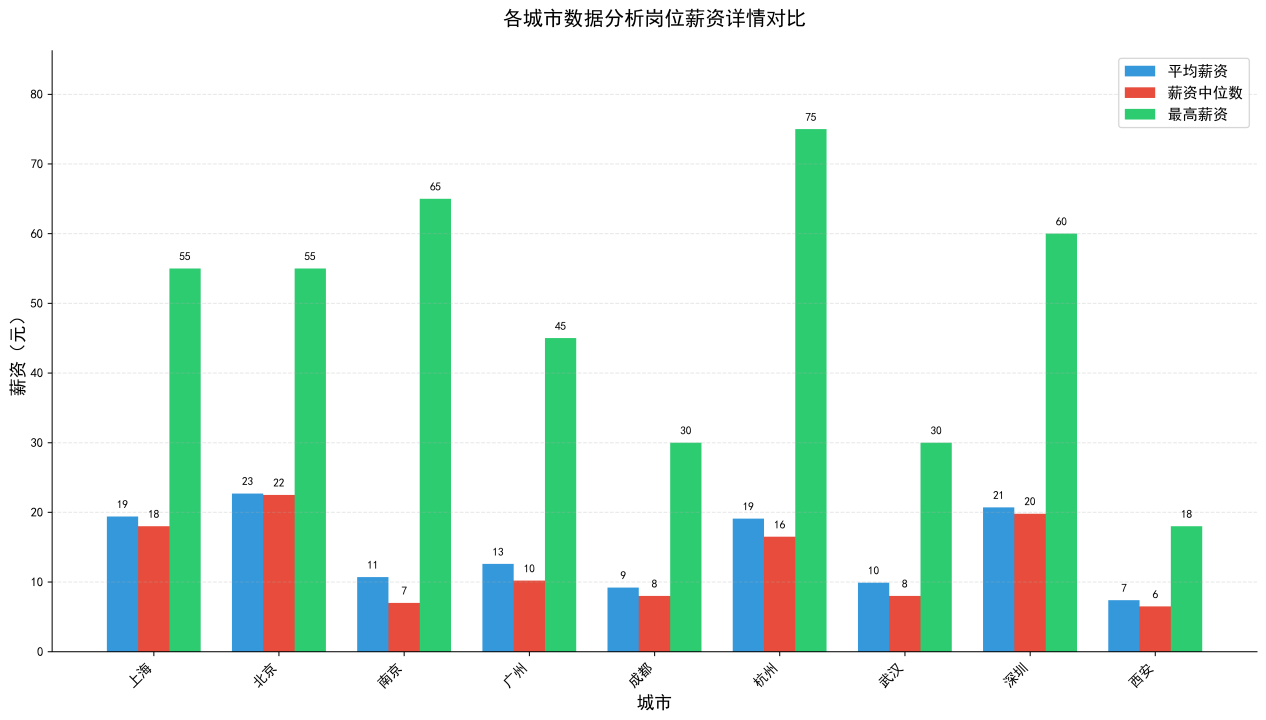 各城市数据分析岗位薪资详情对比
平均薪资
薪资中位数
最高薪资
薪资（元）
80
70
60
50
40
30
20
10
0
19
18
55
23
22
55
11
7
65
13
10
45
9
8
30
19
16
75
10
8
30
21
20
60
7
6
18
上海
北京
南京
广州
成都
杭州
武汉
深圳
西安
城市